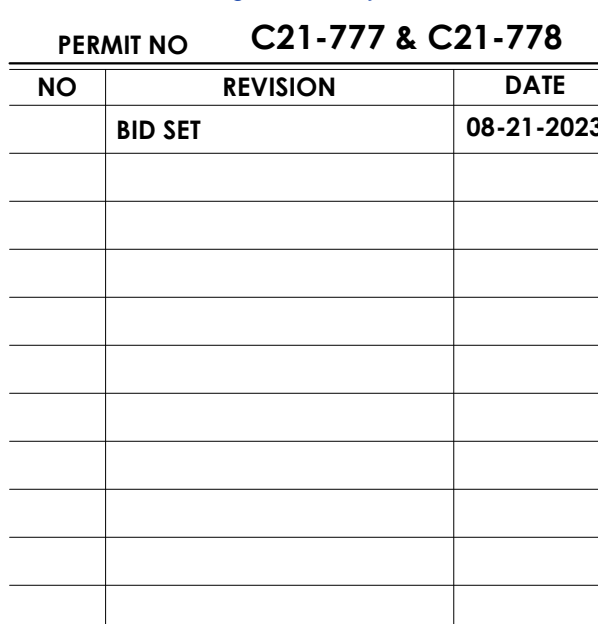 PERMIT NO C21-777 & C21-778
NO REVISION DATE
BID SET 08-21-2023